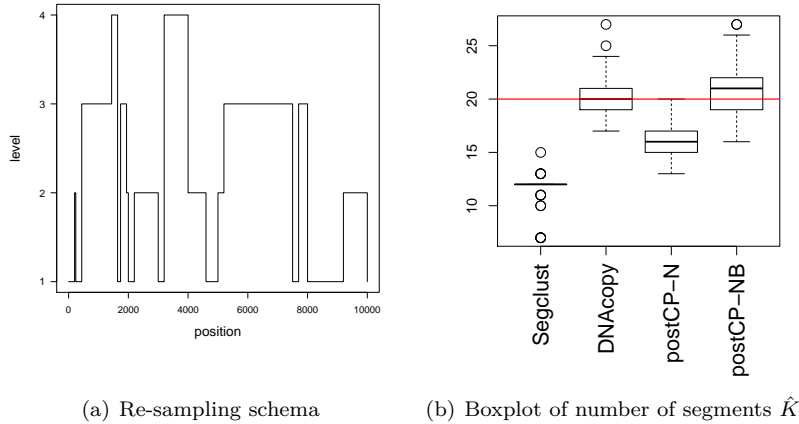 4
3
2
1
level
0
2000
4000
6000
8000
10000
position
25
20
15
10
Segclust
DNAcopy
postCP−N
postCP−NB
(a) Re-sampling schema
(b) Boxplot of number of segments K̂